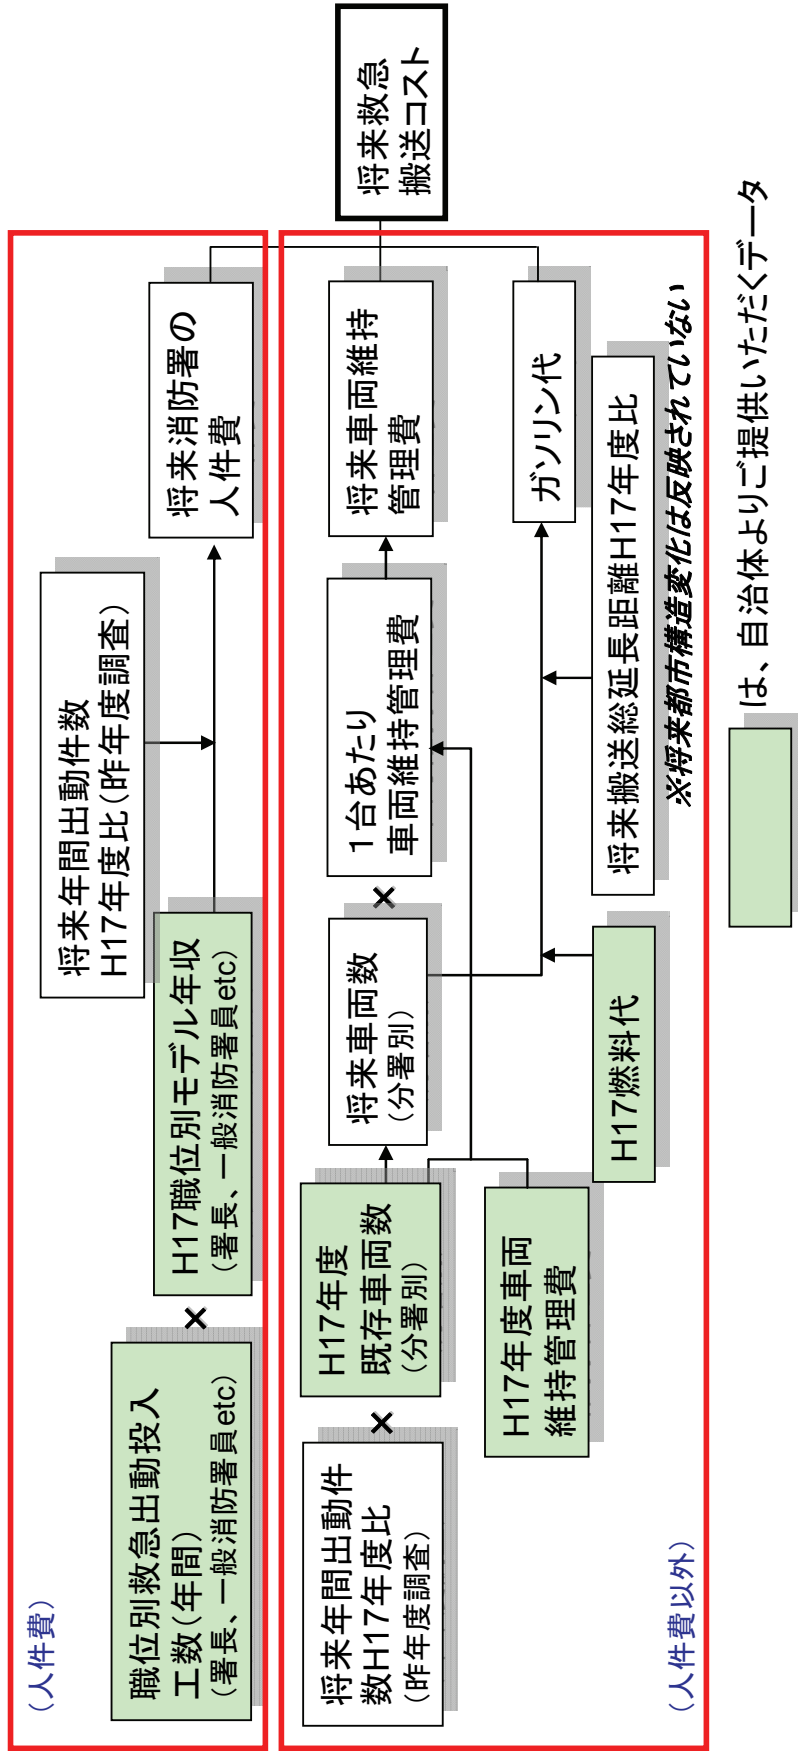 （人件費）
職位別救急出動投入
工数（年間）
（署長、一般消防署員etc）
×
H17職位別モデル年収
（署長、一般消防署員etc）
将来年間出動件数
H17年度比（昨年度調査）
将来消防署の
人件費
将来年間出動件
数H17年度比
（昨年度調査）
×
H17年度
既存車両数
（分署別）
将来車両数
（分署別）
×
1台あたり
車両維持管理費
将来車両維持
管理費
H17年度車両
維持管理費
H17燃料代
将来搬送総延長距離H17年度比
※将来都市構造変化は反映されていない
ガソリン代
（人件費以外）
将来救急
搬送コスト
は、自治体よりご提供いただくデータ